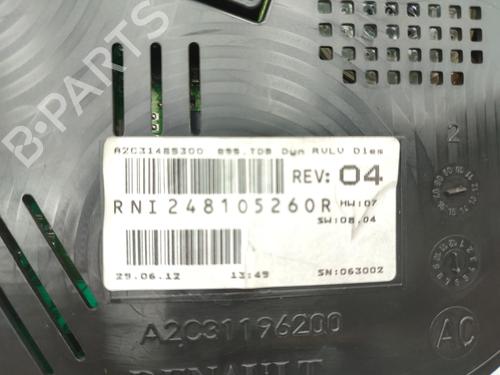 B-PARTS
A2C31485300 B95.TDB Dyn RVLV Dies
REV: 04
RNI248105260R HW:07
SW:08.04
29.06.12 13:49 SN:063002
A2C31196200
AC
RENAULT
2